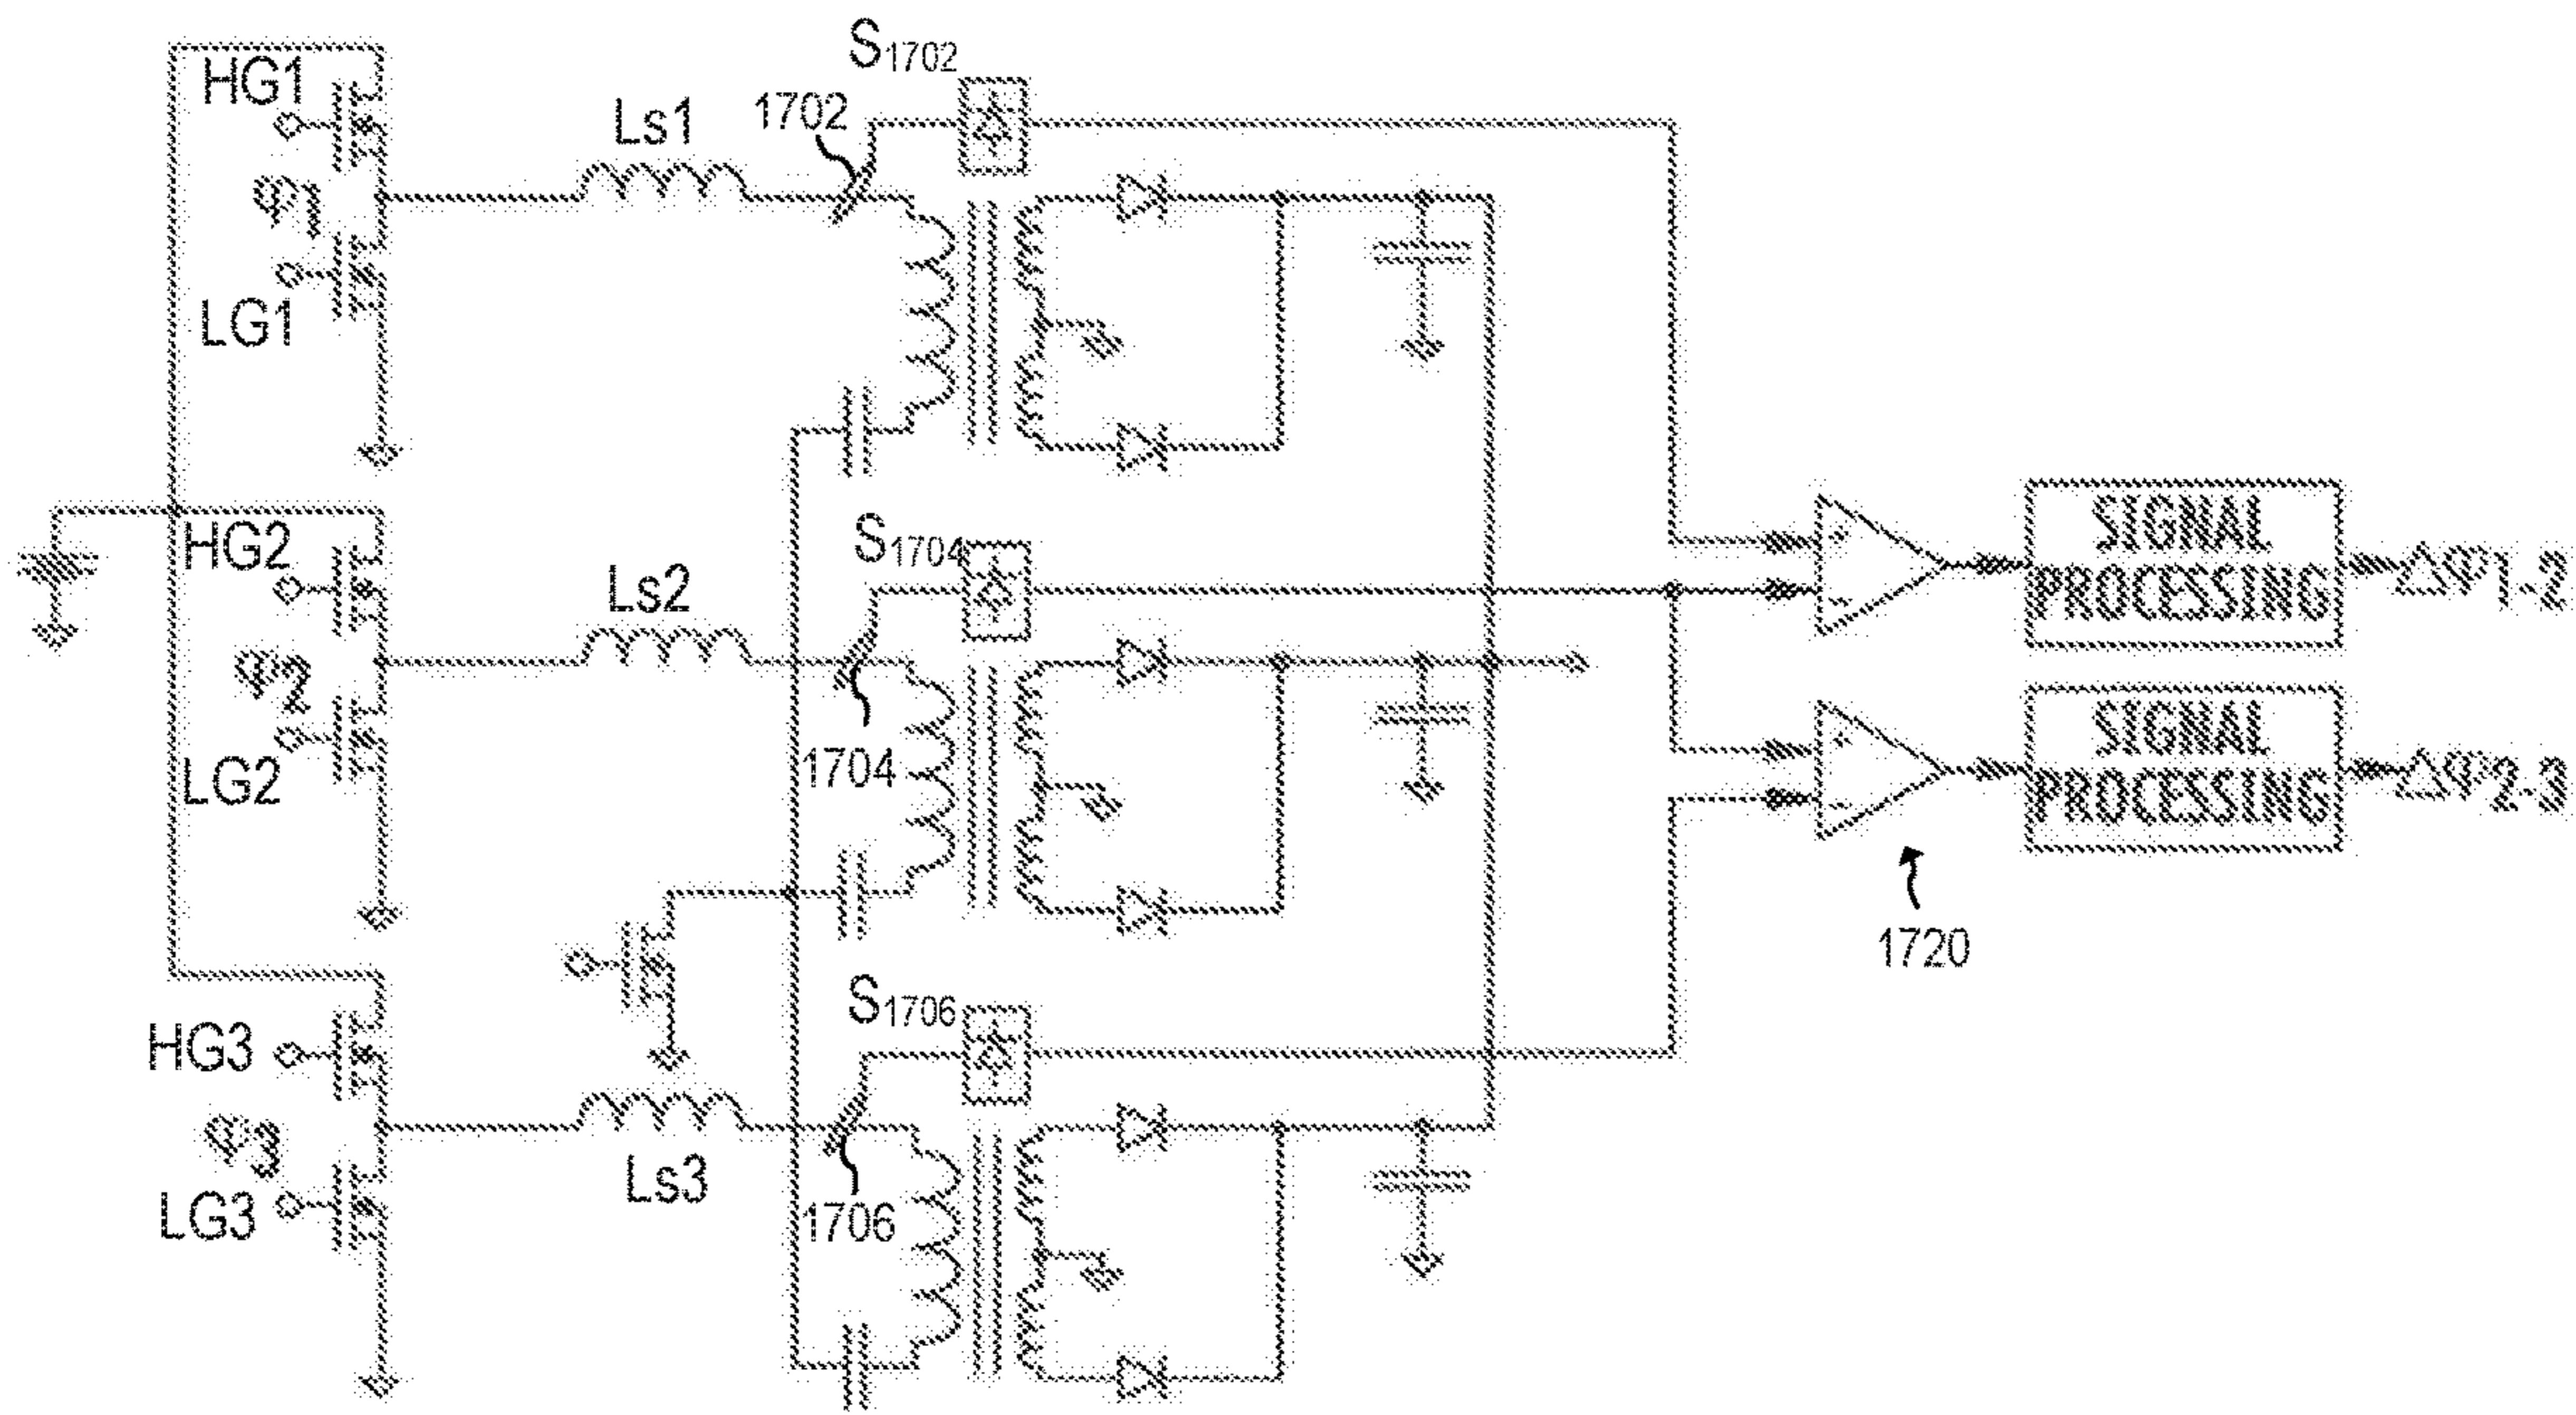 S1702
HG1
1702
Ls1
φ1
LG1
S1704
HG2
Ls2
SIGNAL
PROCESSING
Δφ1-2
φ2
1704
LG2
SIGNAL
PROCESSING
Δφ2-3
1720
S1706
HG3
φ3
Ls3
LG3
1706
+
-
+
-